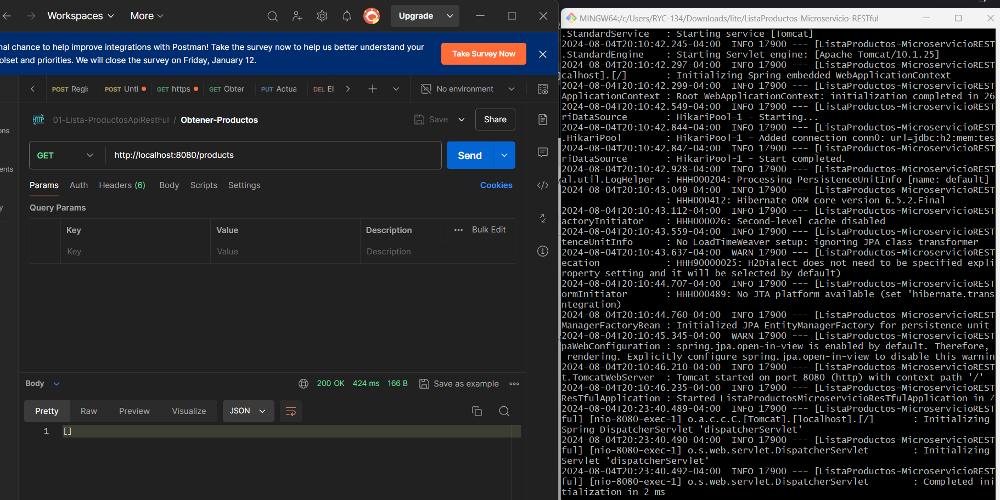 Workspaces
More
Upgrade
nal chance to help improve integrations with Postman! Take the survey now to help us better understand your
olset and priorities. We will close the survey on Friday, January 12.
Take Survey Now
POST Regi
POST Unti
GET https
GET Obter
PUT Actua
DEL El
No environment
HTTP
01-Lista-ProductosApiRestFul / Obtener-Productos
Save
Share
GET
http://localhost:8080/products
Send
Params
Auth
Headers (6)
Body
Scripts
Settings
Cookies
Query Params
Key
Value
Description
Bulk Edit
Key
Value
Description
ons
ents
y
Body
200 OK
424 ms
166 B
Save as example
Pretty
Raw
Preview
Visualize
JSON
1
[]
MINGW64:/c/Users/RYC-134/Downloads/lite/ListaProductos-Microservicio-RESTful
.StandardService   : Starting service [Tomcat]
2024-08-04T20:10:42.245-04:00  INFO 17900 --- [ListaProductos-MicroservicioREST
.StandardEngine    : Starting Servlet engine: [Apache Tomcat/10.1.25]
2024-08-04T20:10:42.297-04:00  INFO 17900 --- [ListaProductos-MicroservicioREST
calhost].[/]       : Initializing Spring embedded WebApplicationContext
2024-08-04T20:10:42.299-04:00  INFO 17900 --- [ListaProductos-MicroservicioREST
ApplicationContext : Root WebApplicationContext: initialization completed in 26
2024-08-04T20:10:42.549-04:00  INFO 17900 --- [ListaProductos-MicroservicioREST
riDataSource       : HikariPool-1 - Starting...
2024-08-04T20:10:42.844-04:00  INFO 17900 --- [ListaProductos-MicroservicioREST
.HikariPool        : HikariPool-1 - Added connection conn0: url=jdbc:h2:mem:tes
2024-08-04T20:10:42.847-04:00  INFO 17900 --- [ListaProductos-MicroservicioREST
riDataSource       : HikariPool-1 - Start completed.
2024-08-04T20:10:42.928-04:00  INFO 17900 --- [ListaProductos-MicroservicioREST
al.util.LogHelper  : HHH000204: Processing PersistenceUnitInfo [name: default]
2024-08-04T20:10:43.049-04:00  INFO 17900 --- [ListaProductos-MicroservicioREST
                   : HHH000412: Hibernate ORM core version 6.5.2.Final
2024-08-04T20:10:43.112-04:00  INFO 17900 --- [ListaProductos-MicroservicioREST
actoryInitiator    : HHH000026: Second-level cache disabled
2024-08-04T20:10:43.559-04:00  INFO 17900 --- [ListaProductos-MicroservicioREST
tenceUnitInfo      : No LoadTimeWeaver setup: ignoring JPA class transformer
2024-08-04T20:10:43.637-04:00  WARN 17900 --- [ListaProductos-MicroservicioREST
ecation            : HHH90000025: H2Dialect does not need to be specified expli
roperty setting and it will be selected by default)
2024-08-04T20:10:44.707-04:00  INFO 17900 --- [ListaProductos-MicroservicioREST
ormInitiator       : HHH000489: No JTA platform available (set 'hibernate.trans
ntegration)
2024-08-04T20:10:44.760-04:00  INFO 17900 --- [ListaProductos-MicroservicioREST
ManagerFactoryBean : Initialized JPA EntityManagerFactory for persistence unit
2024-08-04T20:10:45.345-04:00  WARN 17900 --- [ListaProductos-MicroservicioREST
paWebConfiguration : spring.jpa.open-in-view is enabled by default. Therefore,
 rendering. Explicitly configure spring.jpa.open-in-view to disable this warnin
2024-08-04T20:10:46.210-04:00  INFO 17900 --- [ListaProductos-MicroservicioREST
t.TomcatWebServer  : Tomcat started on port 8080 (http) with context path '/'
2024-08-04T20:10:46.235-04:00  INFO 17900 --- [ListaProductos-MicroservicioREST
ResTfulApplication : Started ListaProductosMicroservicioResTfulApplication in 7
2024-08-04T20:23:40.489-04:00  INFO 17900 --- [ListaProductos-MicroservicioREST
ful] [nio-8080-exec-1] o.a.c.c.C.[Tomcat].[localhost].[/]       : Initializing
Spring DispatcherServlet 'dispatcherServlet'
2024-08-04T20:23:40.490-04:00  INFO 17900 --- [ListaProductos-MicroservicioREST
ful] [nio-8080-exec-1] o.s.web.servlet.DispatcherServlet        : Initializing
Servlet 'dispatcherServlet'
2024-08-04T20:23:40.492-04:00  INFO 17900 --- [ListaProductos-MicroservicioREST
ful] [nio-8080-exec-1] o.s.web.servlet.DispatcherServlet        : Completed ini
tialization in 2 ms